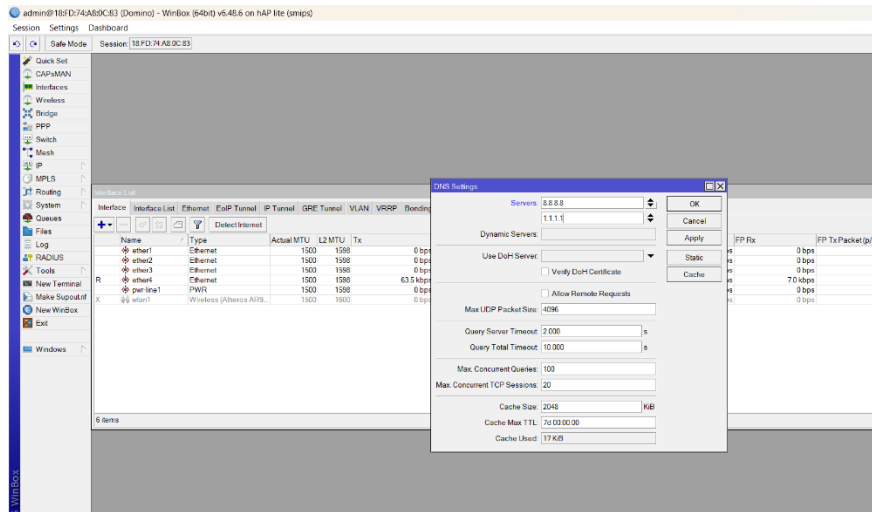 admin@18:FD:74:A8:0C:83 (Domino) - WinBox (64bit) v6.48.6 on hAP lite (smips)
Session Settings Dashboard
Safe Mode Session: 18:FD:74:A8:0C:83
Quick Set
CAPsMAN
Interfaces
Wireless
Bridge
PPP
Switch
Mesh
IP
MPLS
Routing
System
Queues
Files
Log
RADIUS
Tools
New Terminal
Make Supout.rif
New WinBox
Exit
Windows
WinBox
Interface List
Interface Interface List Ethernet EoIP Tunnel IP Tunnel GRE Tunnel VLAN VRRP Bonding
Detect Internet
Name Type Actual MTU L2 MTU Tx FP Rx FP Tx Packet (p/
ether1 Ethernet 1500 1598 0 bps 0 bps
ether2 Ethernet 1500 1598 0 bps 0 bps
ether3 Ethernet 1500 1598 0 bps 0 bps
R ether4 Ethernet 1500 1598 63.5 kbps 7.0 kbps
pwr-line1 PWR 1500 1598 0 bps 0 bps
X wlan1 Wireless (Atheros AR9... 1500 1600 0 bps 0 bps
6 items
DNS Settings
Servers: 8.8.8.8
1.1.1.1
Dynamic Servers:
Use DoH Server:
Verify DoH Certificate
Allow Remote Requests
Max UDP Packet Size: 4096
Query Server Timeout: 2.000 s
Query Total Timeout: 10.000 s
Max. Concurrent Queries: 100
Max. Concurrent TCP Sessions: 20
Cache Size: 2048 KiB
Cache Max TTL: 7d 00:00:00
Cache Used: 17 KiB
OK
Cancel
Apply
Static
Cache